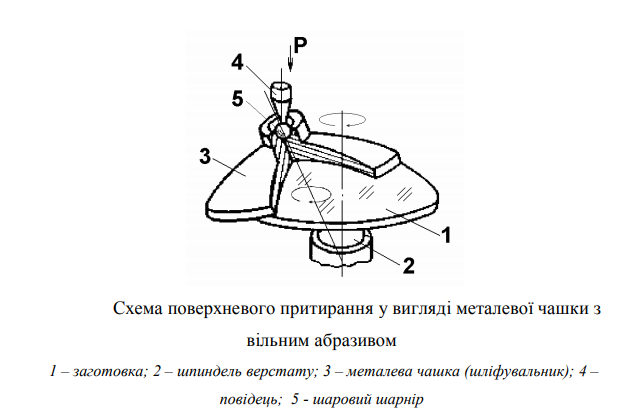 P
4
5
3
1
2
Схема поверхневого притирання у вигляді металевої чашки з
вільним абразивом
1 – заготовка; 2 – шпиндель верстату; 3 – металева чашка (шліфувальник); 4 –
повідець;  5 - шаровий шарнір